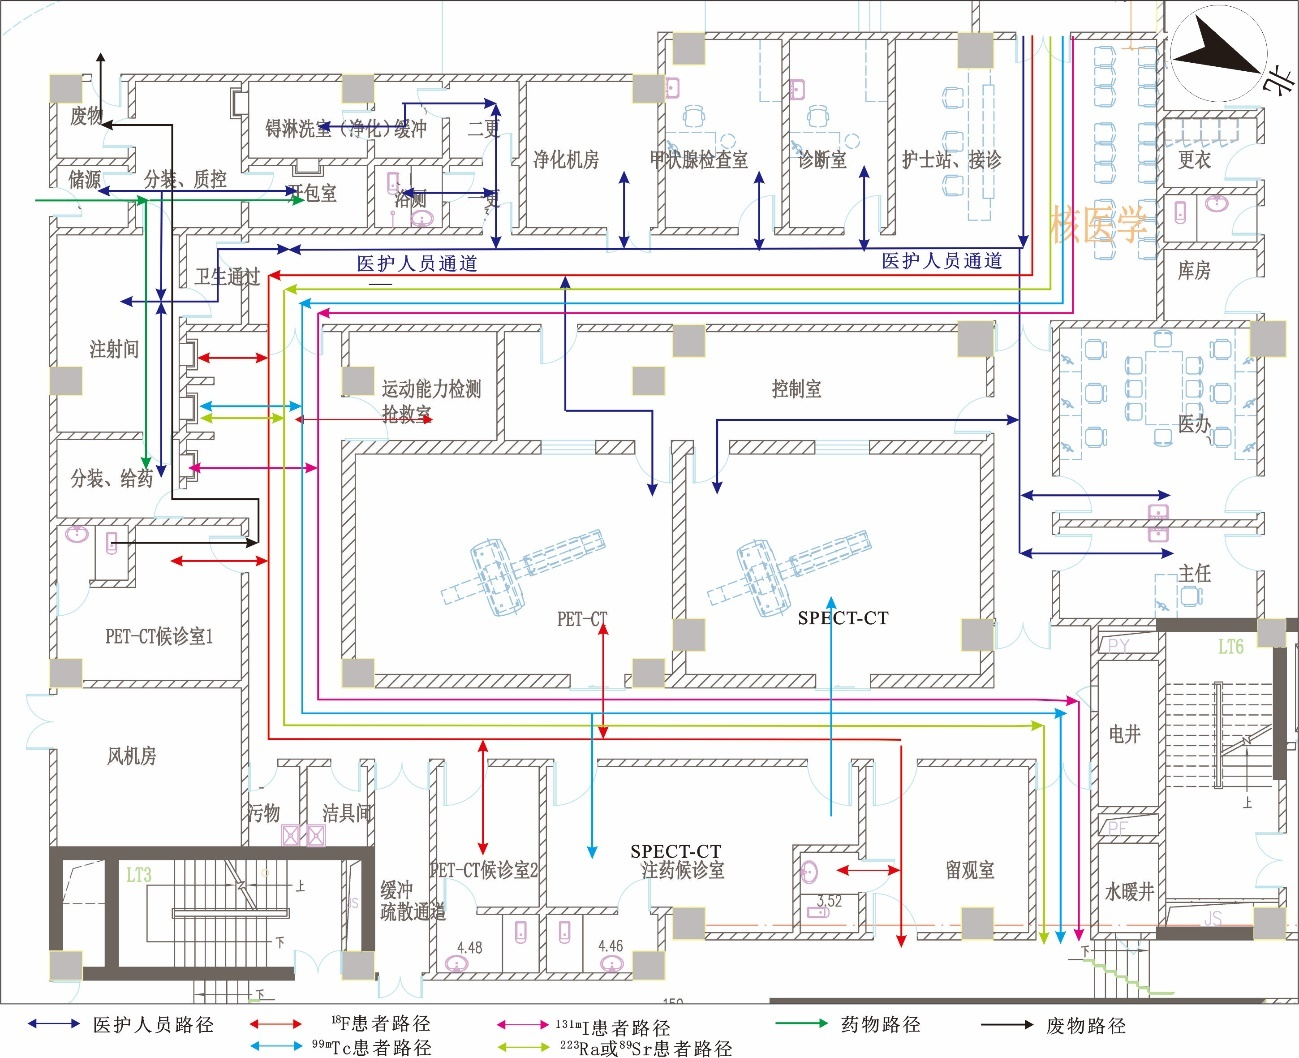 北
废物
锝淋洗室（净化）缓冲
二更
净化机房
甲状腺检查室
诊断室
护士站、接诊
更衣
储源
分装、质控
开包室
浴厕
一更
核医学
医护人员通道
医护人员通道
卫生通过
库房
注射间
运动能力检测
抢救室
控制室
医办
分装、给药
主任
PET-CT候诊室1
PET-CT
SPECT-CT
PY
LT6
风机房
电井
上
污物
洁具间
PF
SPECT-CT
PET-CT候诊室2
注药候诊室
留观室
LT3
上
缓冲
疏散通道
JS
3.52
水暖井
JS
下
4.48
4.46
下
下
医护人员路径
¹⁸F患者路径
¹³¹ᵐI患者路径
药物路径
废物路径
⁹⁹ᵐTc患者路径
²²³Ra或⁸⁹Sr患者路径